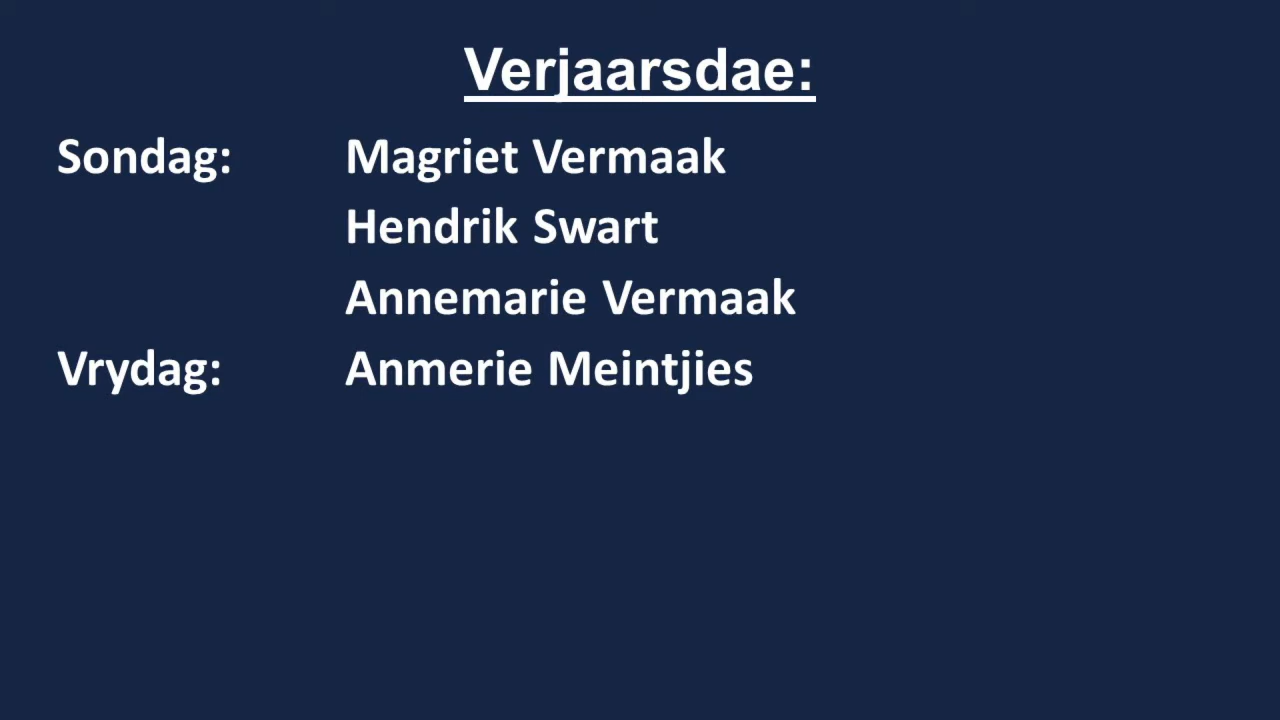 Verjaarsdae:
Sondag: Magriet Vermaak
Hendrik Swart
Annemarie Vermaak
Vrydag: Anmerie Meintjies